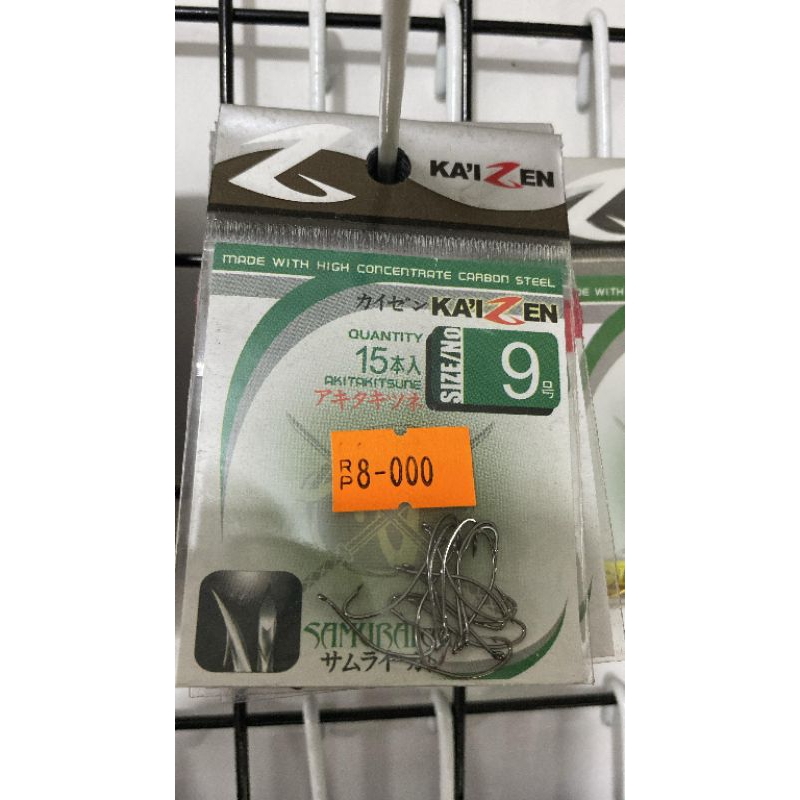 KA'IZEN
MADE WITH HIGH CONCENTRATE CARBON STEEL
カイゼン KA'IZEN
QUANTITY
15本入
AKITAKITSUNE
アキタキツネ
SIZE/NO
9号
RP 8-000
SAMURAI
サムライ
DE WITH